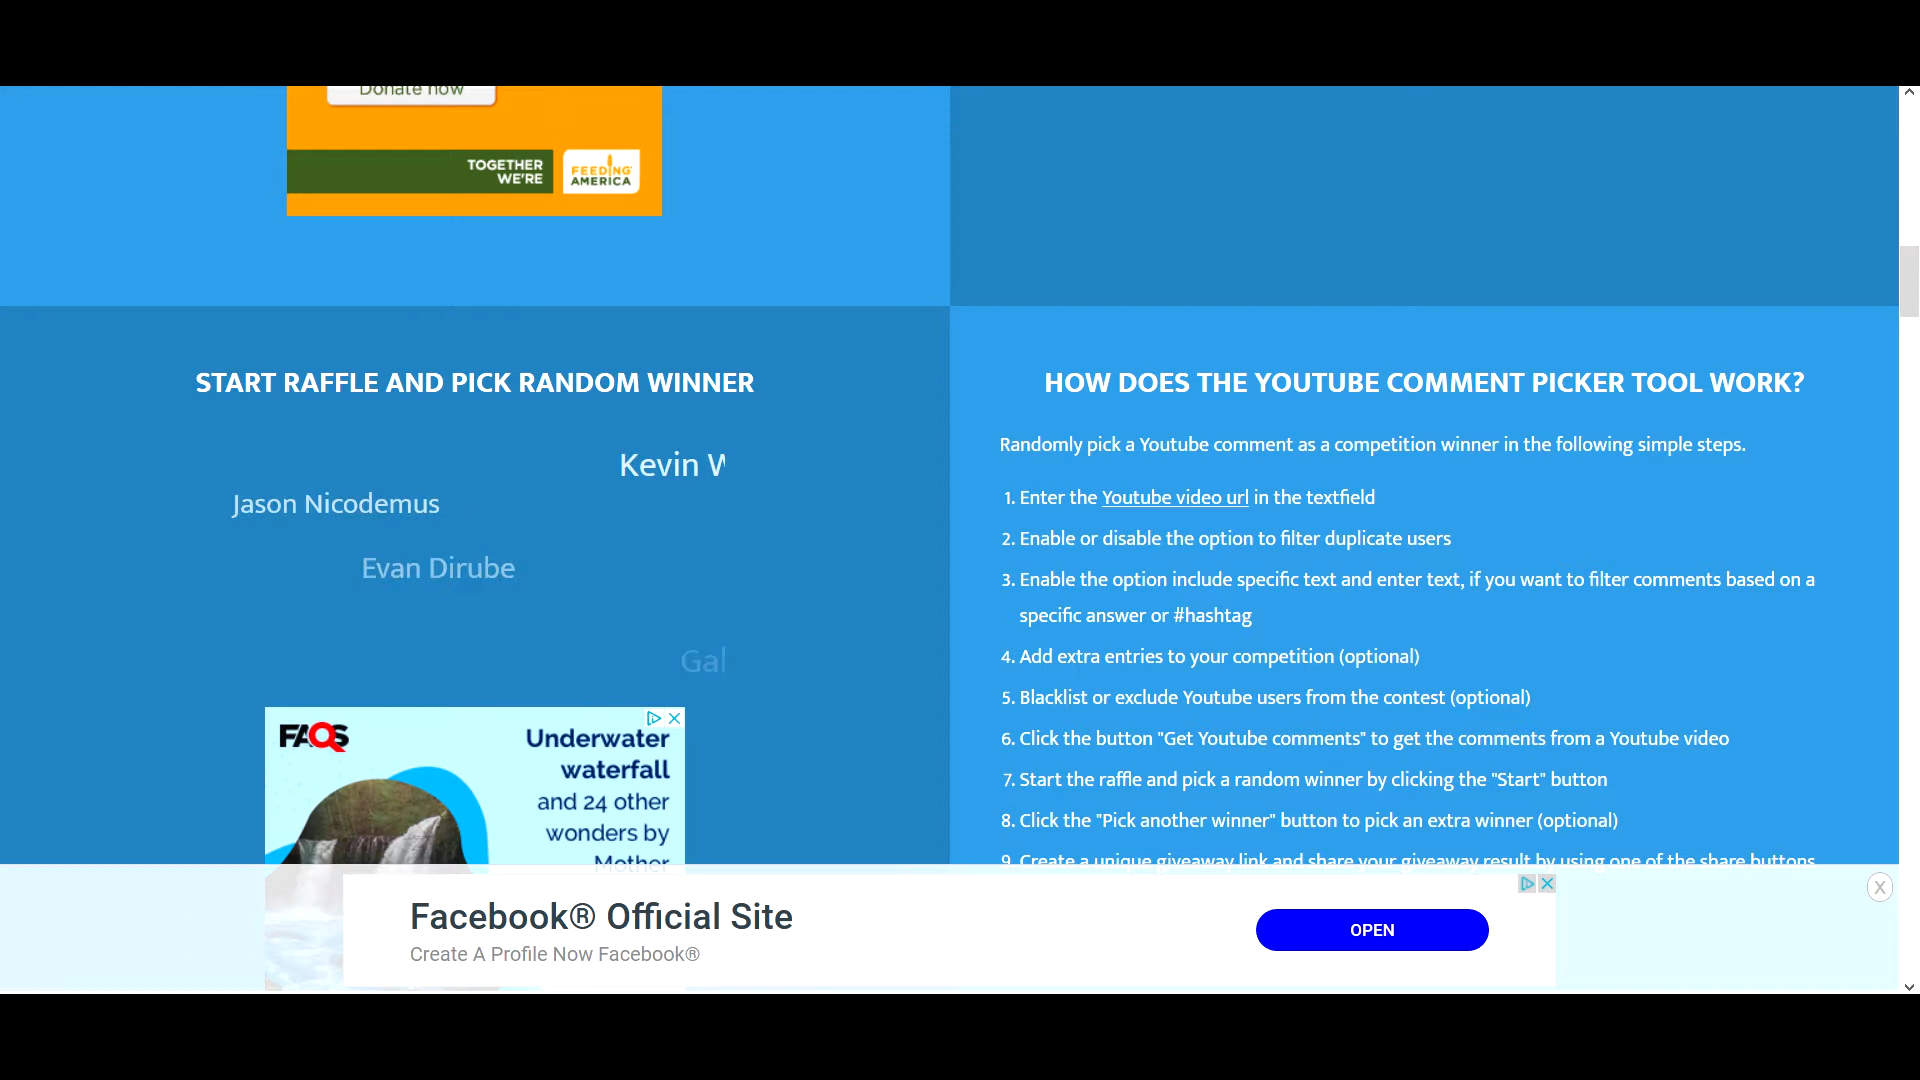 Donate now
TOGETHER
WE'RE
FEEDING
AMERICA
START RAFFLE AND PICK RANDOM WINNER
Kevin W
Jason Nicodemus
Evan Dirube
Gal
FAQS
Underwater
waterfall
and 24 other
wonders by
Mother
HOW DOES THE YOUTUBE COMMENT PICKER TOOL WORK?
Randomly pick a Youtube comment as a competition winner in the following simple steps.
1. Enter the Youtube video url in the textfield
2. Enable or disable the option to filter duplicate users
3. Enable the option include specific text and enter text, if you want to filter comments based on a
specific answer or #hashtag
4. Add extra entries to your competition (optional)
5. Blacklist or exclude Youtube users from the contest (optional)
6. Click the button "Get Youtube comments" to get the comments from a Youtube video
7. Start the raffle and pick a random winner by clicking the "Start" button
8. Click the "Pick another winner" button to pick an extra winner (optional)
9. Create a unique giveaway link and share your giveaway result by using one of the share buttons
Facebook® Official Site
Create A Profile Now Facebook®
OPEN
X